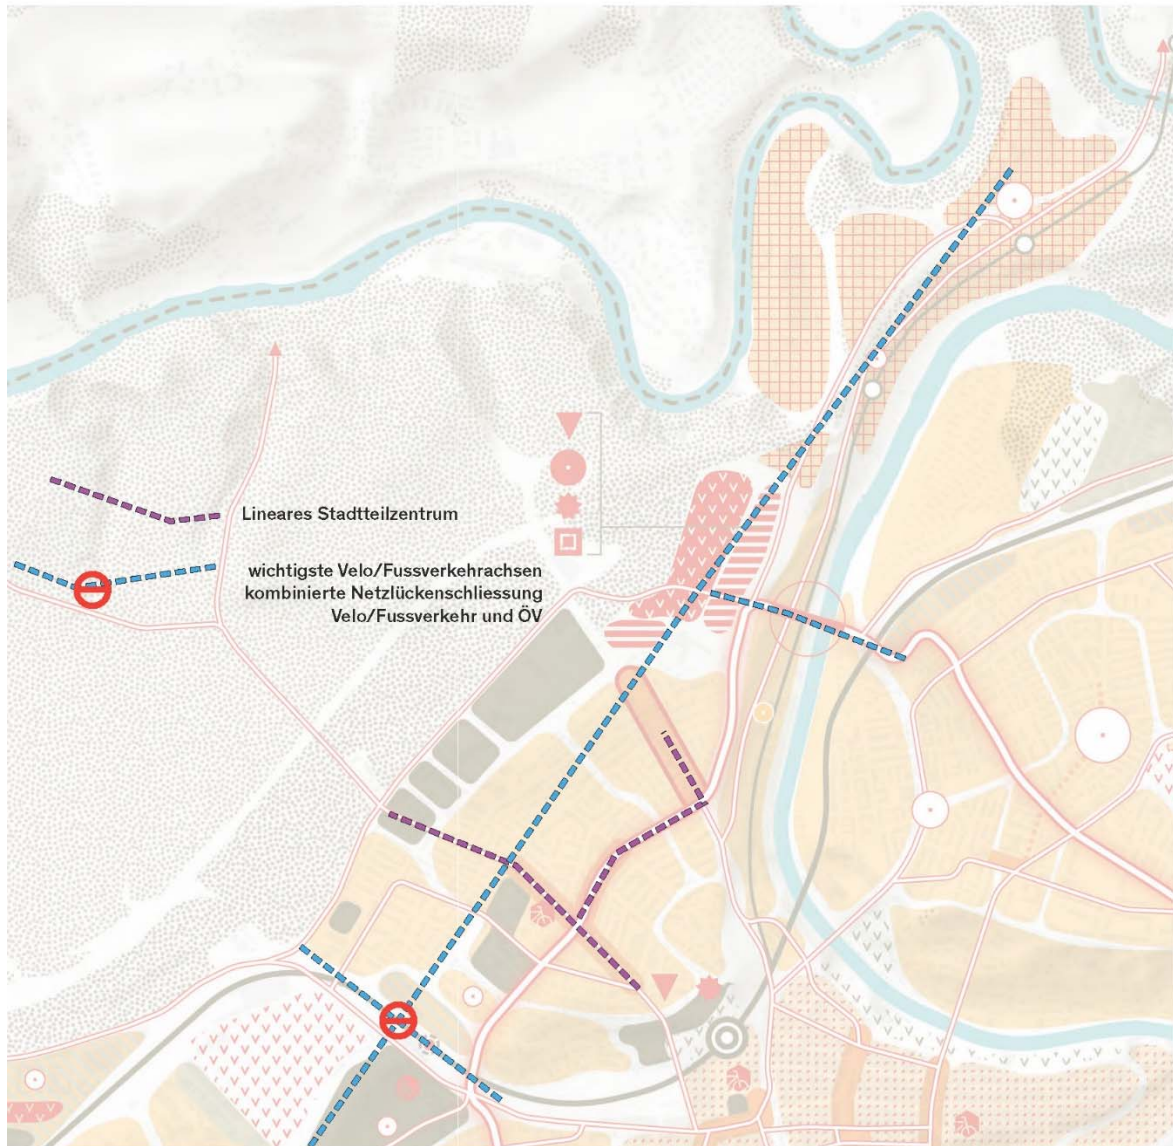 Lineares Stadtteilzentrum
wichtigste Velo/Fussverkehrachsen
kombinierte Netzlückenschliessung
Velo/Fussverkehr und ÖV